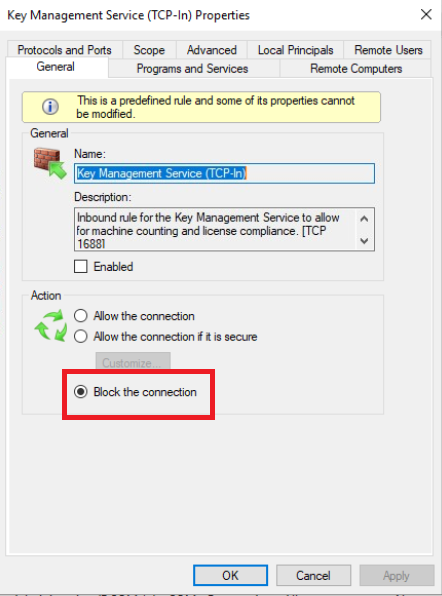 Key Management Service (TCP-In) Properties
Protocols and Ports Scope Advanced Local Principals Remote Users
General Programs and Services Remote Computers
This is a predefined rule and some of its properties cannot
be modified.
General
Name:
Key Management Service (TCP-In)
Description:
Inbound rule for the Key Management Service to allow
for machine counting and license compliance. [TCP
1688]
Enabled
Action
Allow the connection
Allow the connection if it is secure
Customize...
Block the connection
OK Cancel Apply